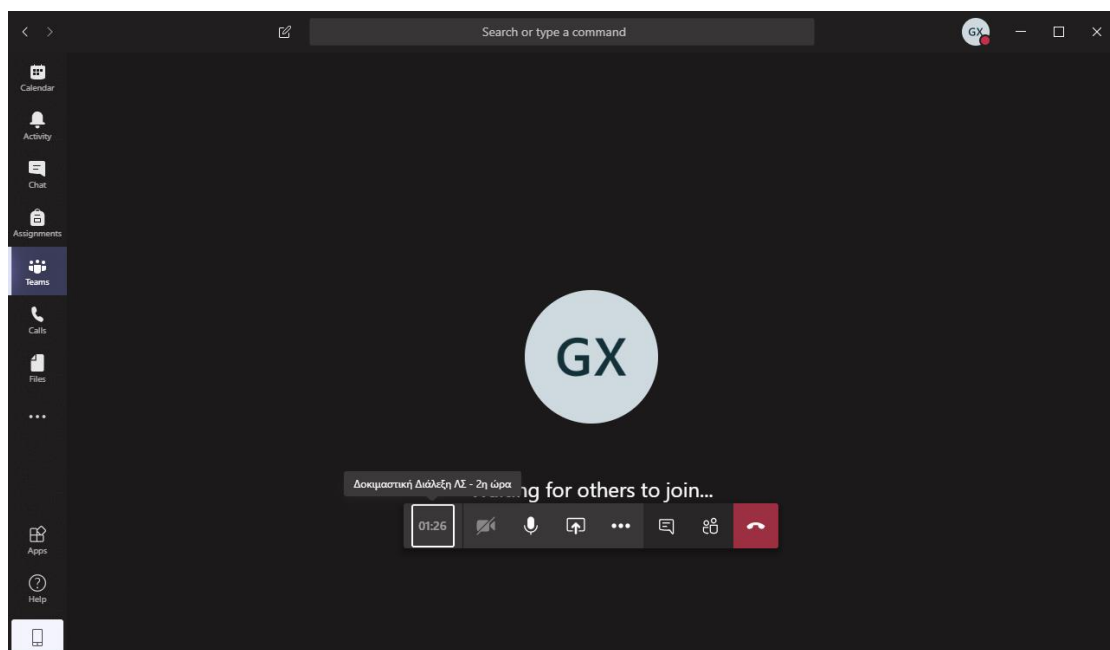 Search or type a command
GX
Calendar
Activity
Chat
Assignments
Teams
Calls
Files
GX
Δοκιμαστική Διάλεξη ΛΣ - 2η ώρα
for others to join...
01:26
Apps
Help